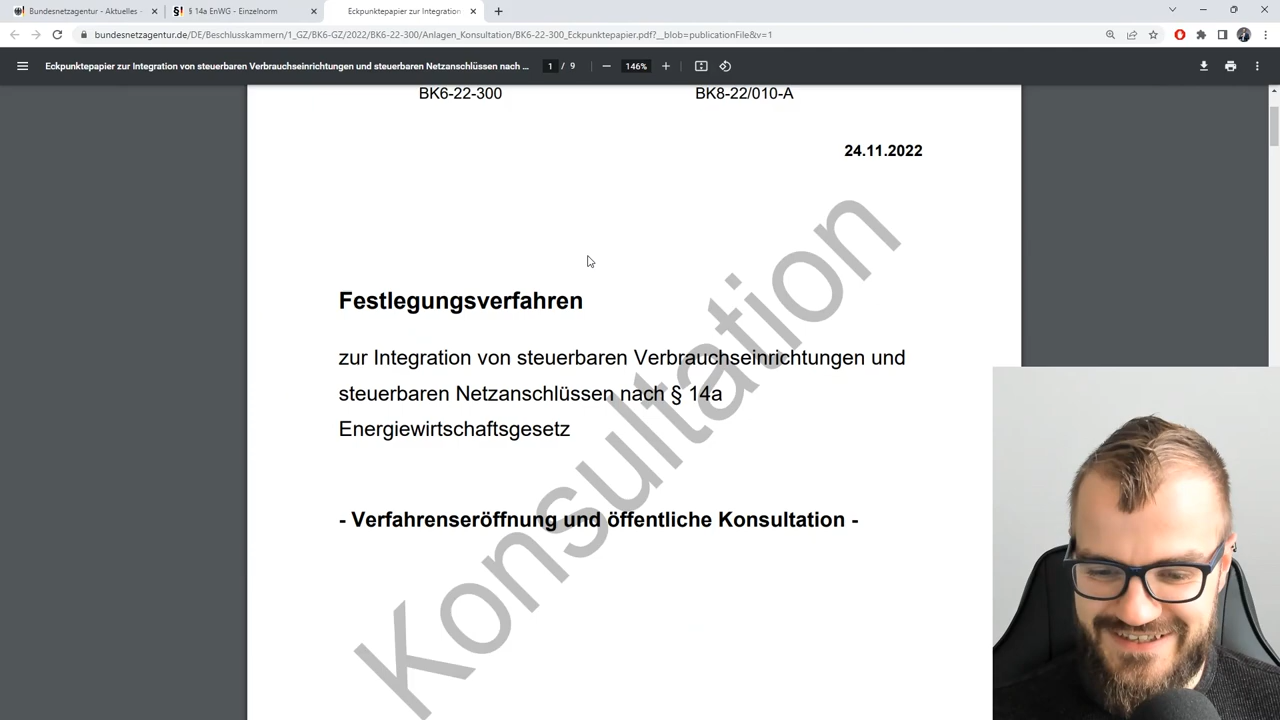 Bundesnetzagentur - Aktuelles -
§ 14a EnWG - Einzelnorm
Eckpunktepapier zur Integration
bundesnetzagentur.de/DE/Beschlusskammern/1_GZ/BK6-GZ/2022/BK6-22-300/Anlagen_Konsultation/BK6-22-300_Eckpunktepapier.pdf?__blob=publicationFile&v=1
Eckpunktepapier zur Integration von steuerbaren Verbrauchseinrichtungen und steuerbaren Netzanschlüssen nach ...
1 / 9
146%
BK6-22-300
BK8-22/010-A
24.11.2022
Festlegungsverfahren
zur Integration von steuerbaren Verbrauchseinrichtungen und
steuerbaren Netzanschlüssen nach § 14a
Energiewirtschaftsgesetz
- Verfahrenseröffnung und öffentliche Konsultation -
Konsultation